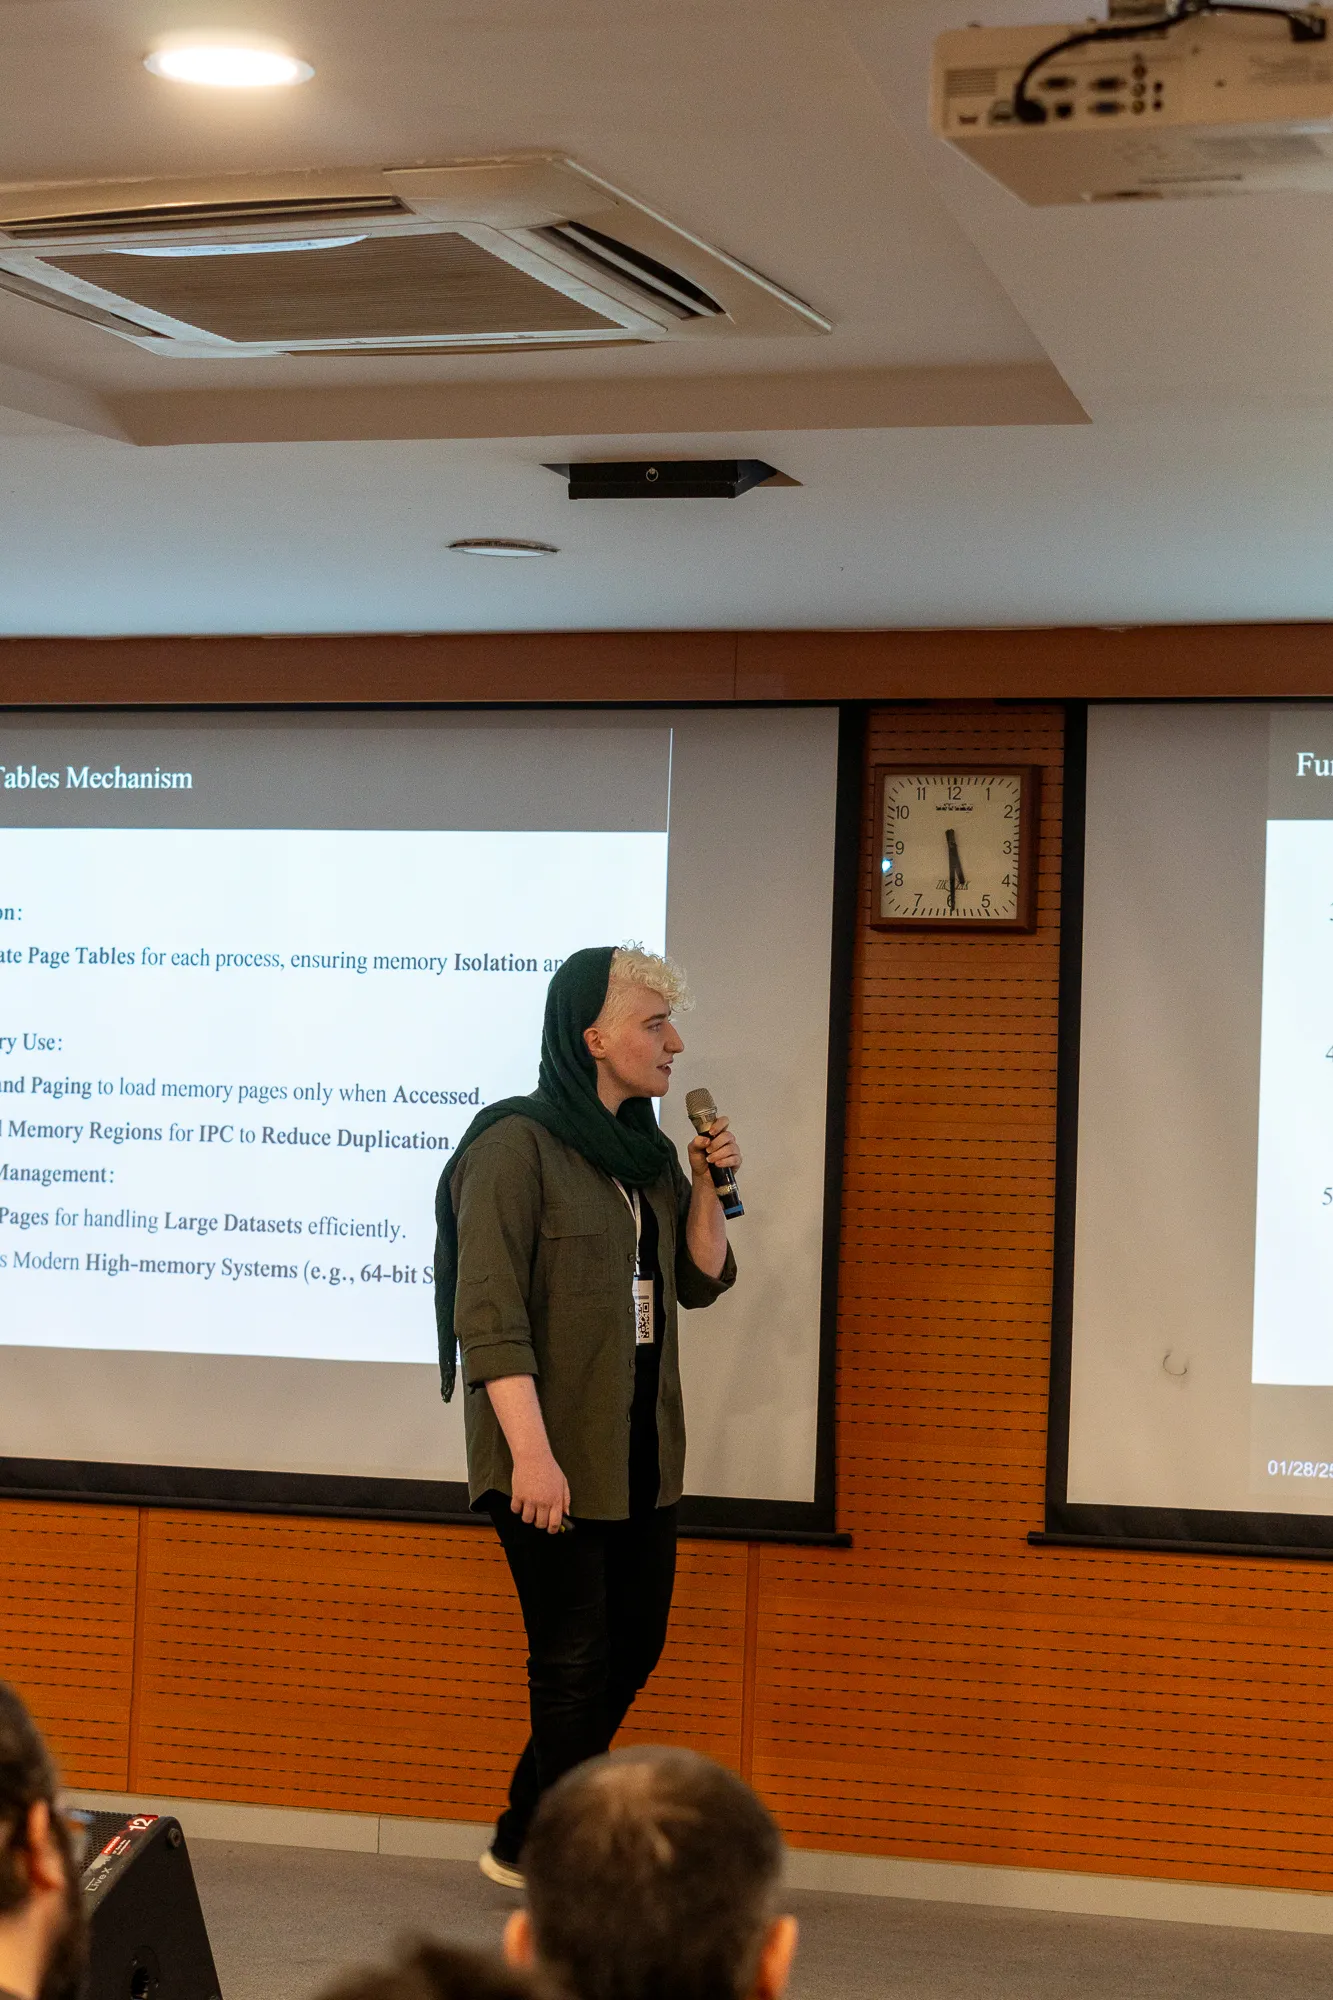 Tables Mechanism
on:
ate Page Tables for each process, ensuring memory Isolation an
ry Use:
and Paging to load memory pages only when Accessed.
d Memory Regions for IPC to Reduce Duplication.
Management:
Pages for handling Large Datasets efficiently.
s Modern High-memory Systems (e.g., 64-bit S
11 12 1
10 2
9 3
8 4
7 6 5
Fu
5
01/28/25
12
Live X